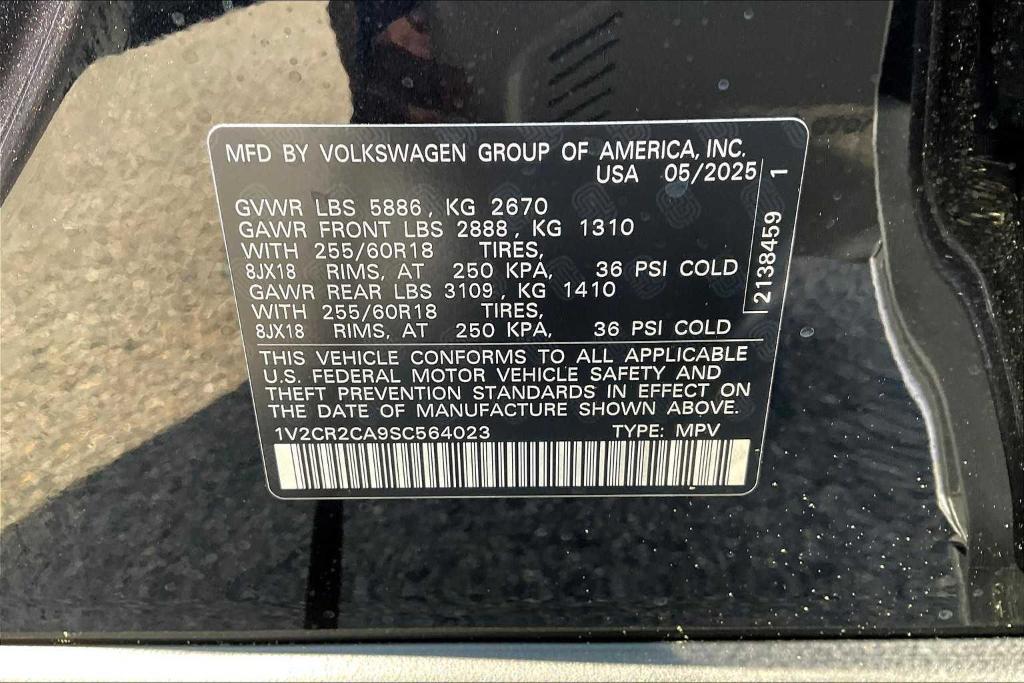 MFD BY VOLKSWAGEN GROUP OF AMERICA, INC.
USA 05/2025
GVWR LBS 5886, KG 2670
GAWR FRONT LBS 2888, KG 1310
WITH 255/60R18 TIRES,
8JX18 RIMS, AT 250 KPA, 36 PSI COLD
GAWR REAR LBS 3109, KG 1410
WITH 255/60R18 TIRES,
8JX18 RIMS, AT 250 KPA, 36 PSI COLD
2138459 1
THIS VEHICLE CONFORMS TO ALL APPLICABLE
U.S. FEDERAL MOTOR VEHICLE SAFETY AND
THEFT PREVENTION STANDARDS IN EFFECT ON
THE DATE OF MANUFACTURE SHOWN ABOVE.
1V2CR2CA9SC564023 TYPE: MPV